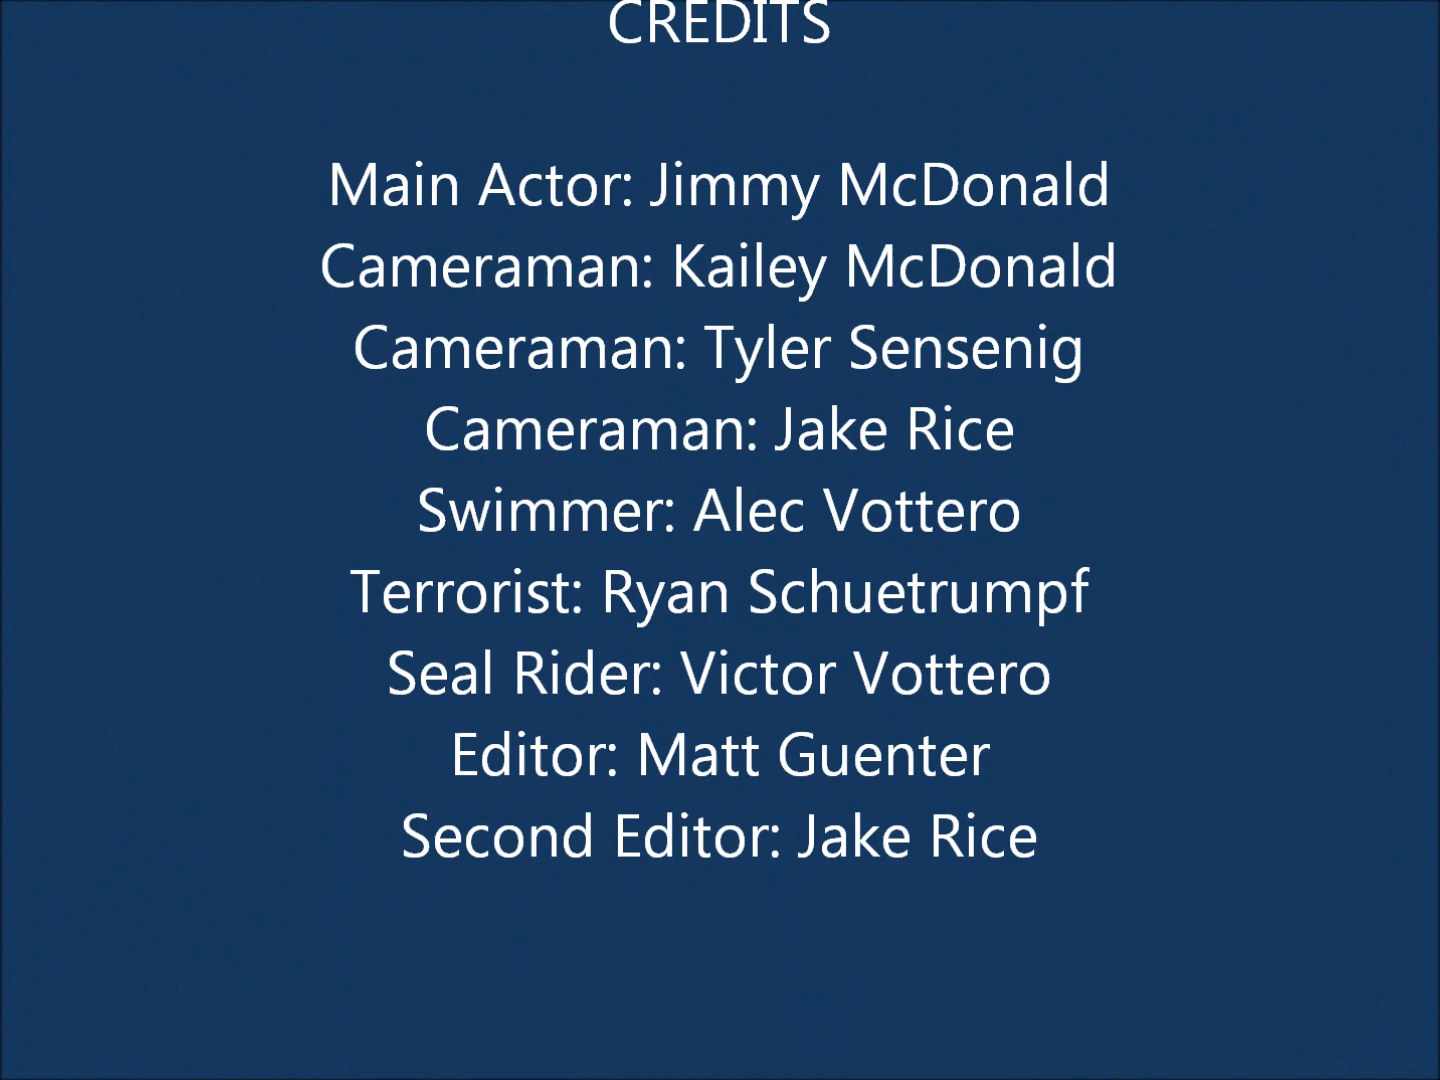 CREDITS
Main Actor: Jimmy McDonald
Cameraman: Kailey McDonald
Cameraman: Tyler Sensenig
Cameraman: Jake Rice
Swimmer: Alec Vottero
Terrorist: Ryan Schuetrumpf
Seal Rider: Victor Vottero
Editor: Matt Guenter
Second Editor: Jake Rice